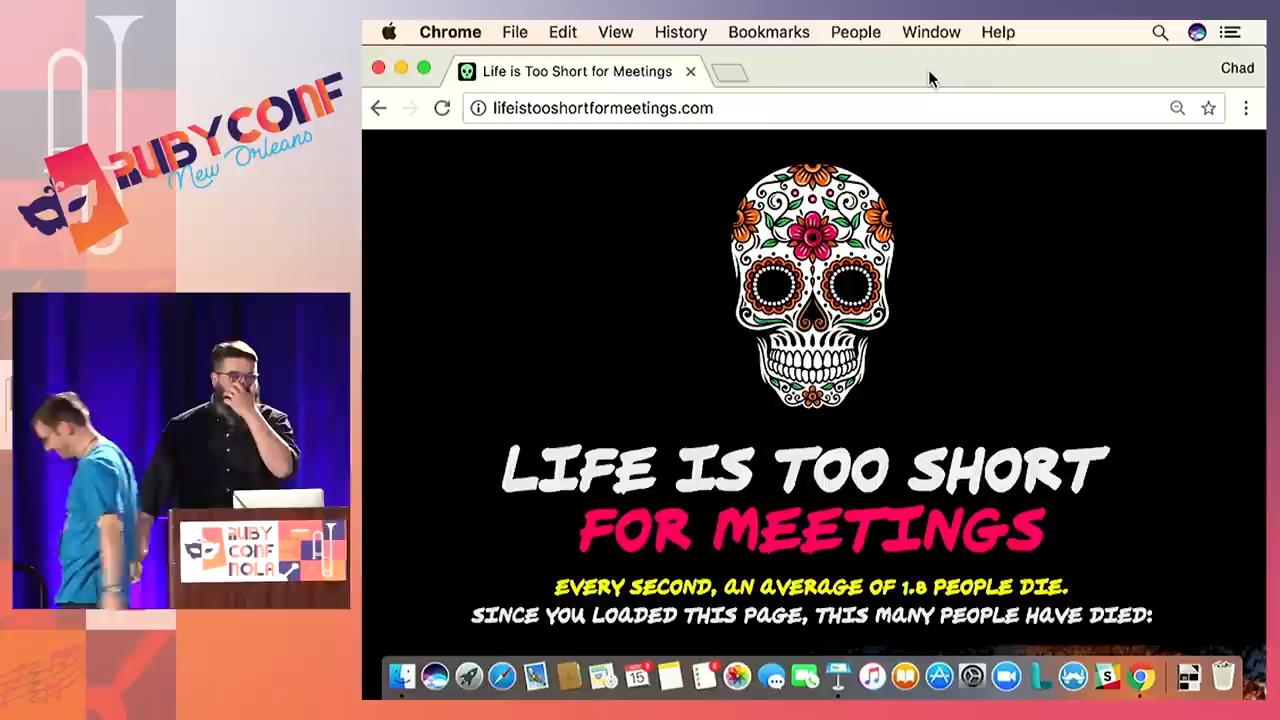 RUBYCONF
New Orleans
Chrome File Edit View History Bookmarks People Window Help
Life is Too Short for Meetings
Chad
lifeistooshortformeetings.com
LIFE IS TOO SHORT
FOR MEETINGS
EVERY SECOND, AN AVERAGE OF 1.8 PEOPLE DIE.
SINCE YOU LOADED THIS PAGE, THIS MANY PEOPLE HAVE DIED:
RUBY
CONF
NOLA
15
S